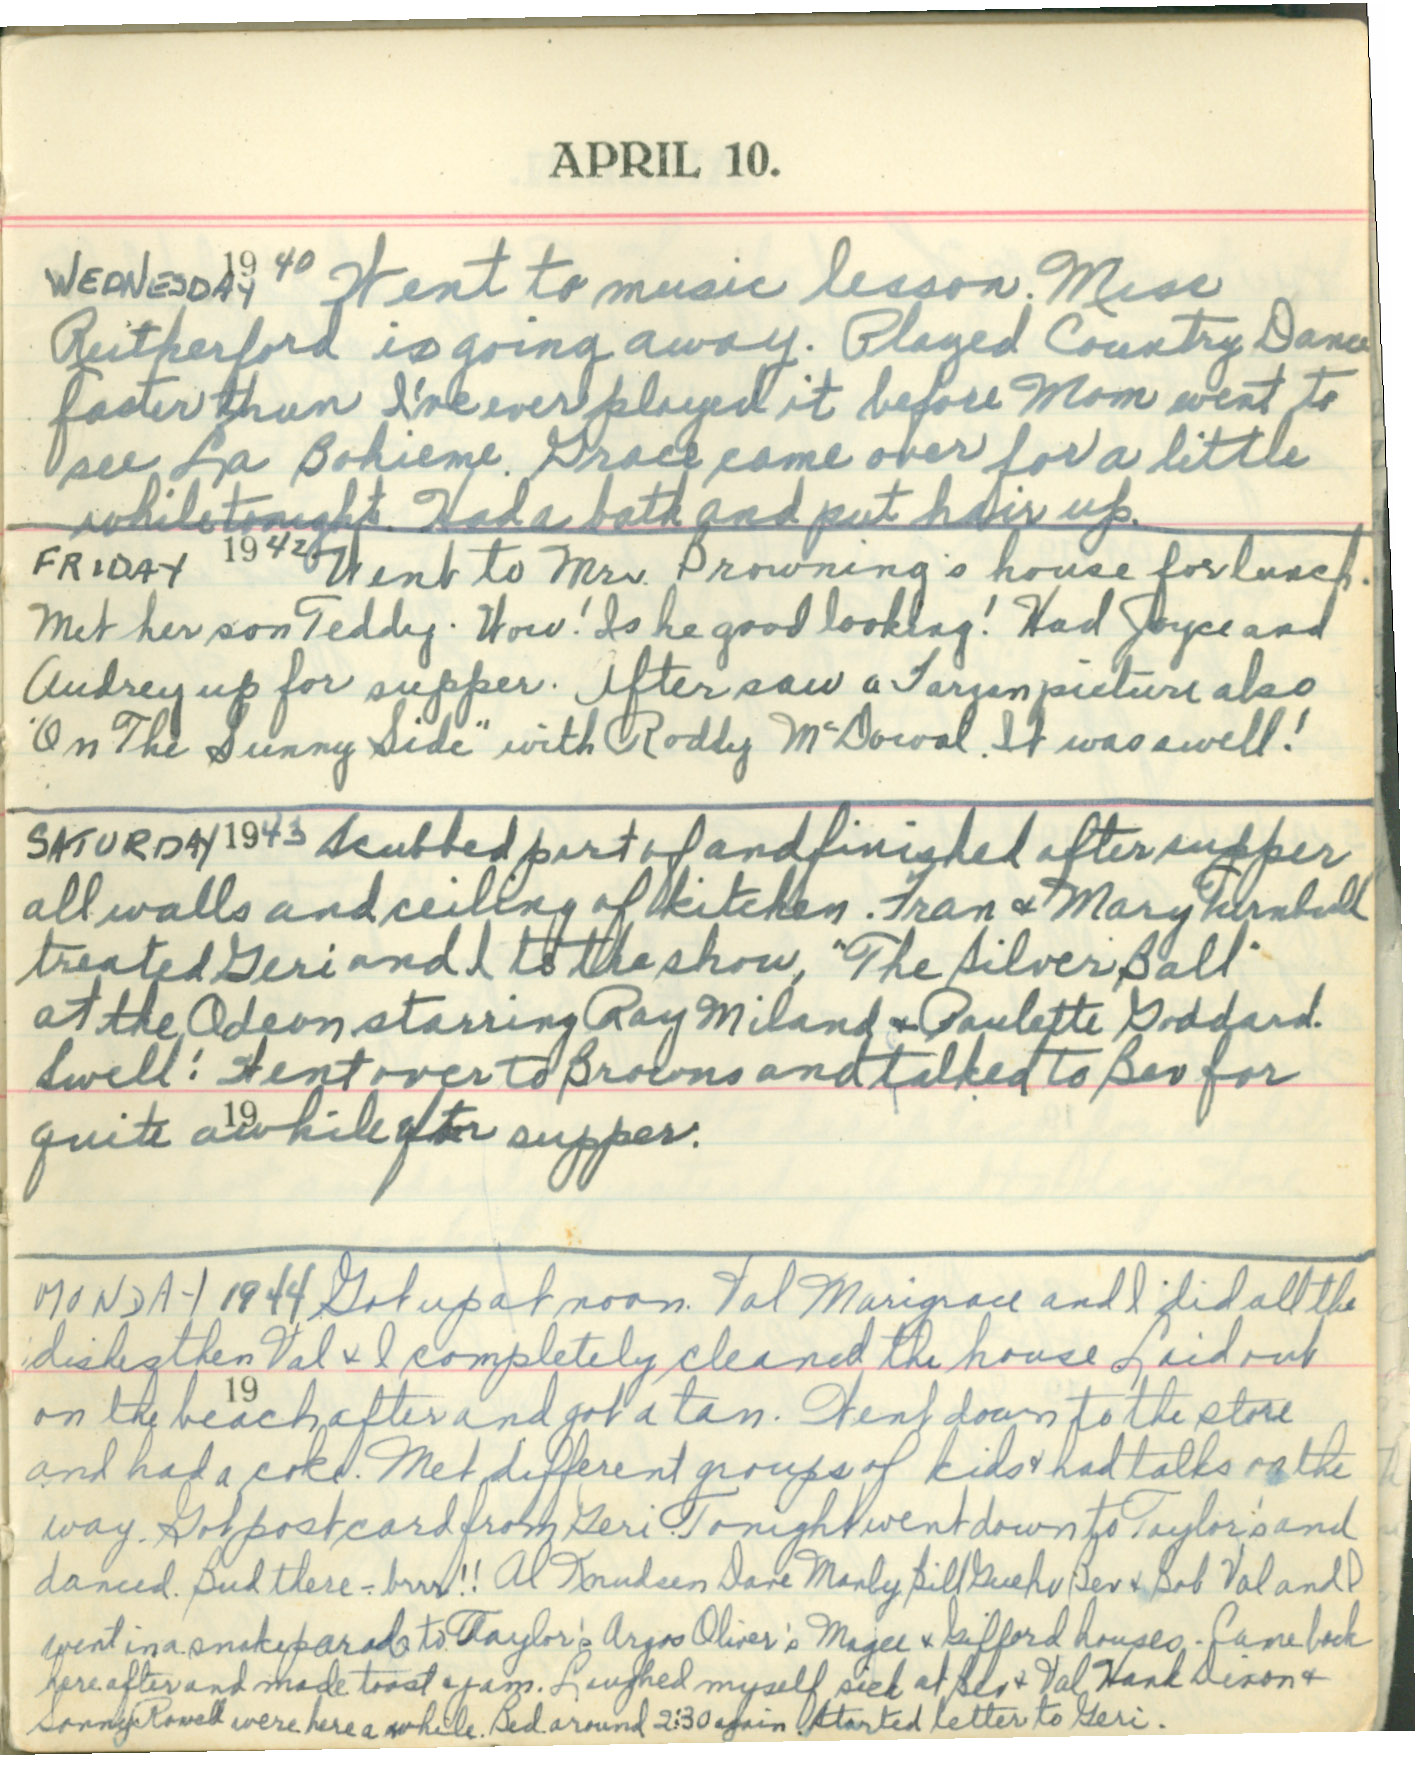 APRIL 10.
WEDNESDAY 1940 Went to music lesson. Miss
Reitherford is going away. Played Country Dance
faster than I've ever played it before Mom went to
see La Bohieme. Grace came over for a little
while tonight. Had a bath and put hair up.
FRIDAY 1942 Went to Mrs. Browning's house for lunch.
Met her son Teddy. Wow! Is he good looking! Had Joyce and
Audrey up for supper. After saw a Tarzan picture also
"On The Sunny Side" with Roddy McDowal. It was swell!
SATURDAY 1943 Scubbed part of and finished after supper
all walls and ceiling of kitchen. Fran & Mary Turnbull
treated Geri and I to the show, "The Silver Ball"
at the Odeon starring Ray Miland & Paulette Goddard.
Swell! Went over to Browns and talked to Bev for
19
quite awhile after supper.
MONDAY 1944 Got up at noon. Val Marigrace and I did all the
dishes then Val & I completely cleaned the house Laid out
19
on the beach after and got a tan. Went down to the store
and had a coke. Met different groups of kids & had talks on the
way. Got postcard from Geri. Tonight went down to Taylor's and
danced. Bud there - brrr!! Al Knudsen Dave Manly Bill Bev & Bob Val and I
went in a snake parade to Taylor's Argos Oliver's Magee & Gifford houses. Came back
here after and made toast & jam. Laughed myself sick at Bev & Val Hank Dixon &
Sonny Rowell were here a while. Bed around 2:30 again. Started letter to Geri.